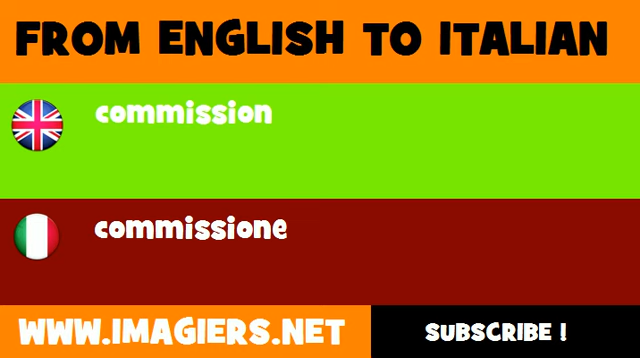 FROM ENGLISH TO ITALIAN
commission
commissione
WWW.IMAGIERS.NET
SUBSCRIBE !